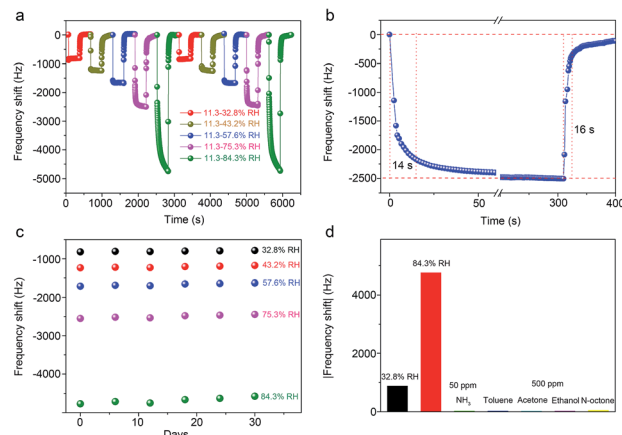 a
Frequency shift (Hz)
0
-1000
-2000
-3000
-4000
-5000
11.3-32.8% RH
11.3-43.2% RH
11.3-57.6% RH
11.3-75.3% RH
11.3-84.3% RH
0 1000 2000 3000 4000 5000 6000
Time (s)
b
Frequency shift (Hz)
0
-500
-1000
-1500
-2000
-2500
14 s
16 s
0 50 300 400
Time (s)
c
Frequency shift (Hz)
-1000
-2000
-3000
-4000
32.8% RH
43.2% RH
57.6% RH
75.3% RH
84.3% RH
0 10 20 30
Days
d
|Frequency shift| (Hz)
4000
2000
0
84.3% RH
32.8% RH
50 ppm
500 ppm
NH3 Toluene Acetone Ethanol N-octone